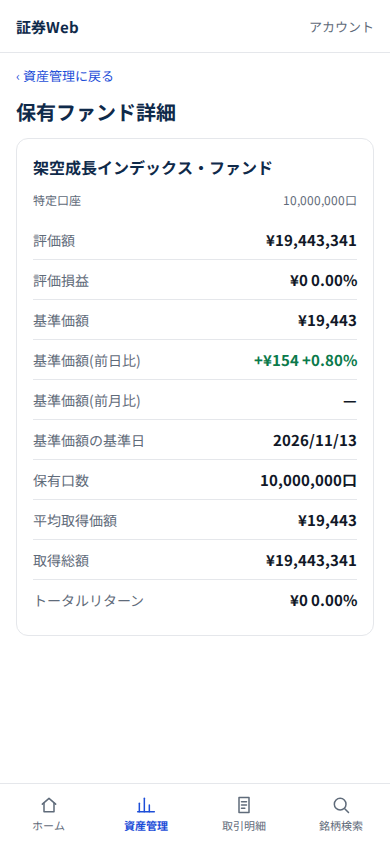 証券Web アカウント
‹ 資産管理に戻る
保有ファンド詳細
架空成長インデックス・ファンド
特定口座 10,000,000口
評価額 ¥19,443,341
評価損益 ¥0 0.00%
基準価額 ¥19,443
基準価額(前日比) +¥154 +0.80%
基準価額(前月比) —
基準価額の基準日 2026/11/13
保有口数 10,000,000口
平均取得価額 ¥19,443
取得総額 ¥19,443,341
トータルリターン ¥0 0.00%
ホーム 資産管理 取引明細 銘柄検索